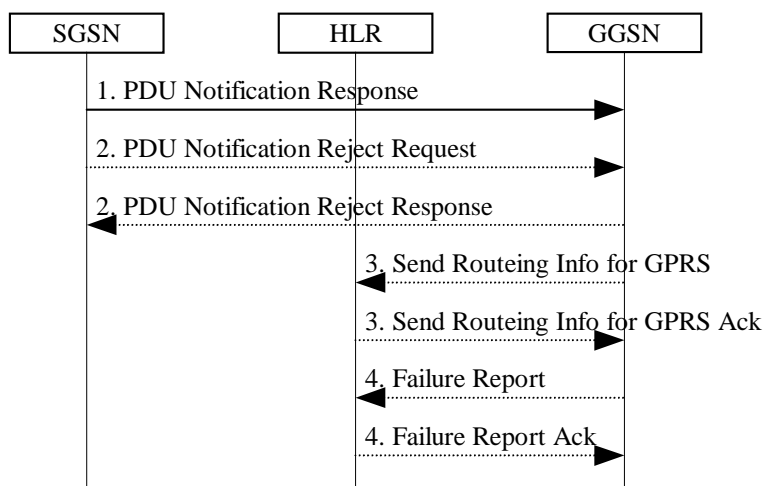 SGSN HLR GGSN
1. PDU Notification Response
2. PDU Notification Reject Request
2. PDU Notification Reject Response
3. Send Routeing Info for GPRS
3. Send Routeing Info for GPRS Ack
4. Failure Report
4. Failure Report Ack